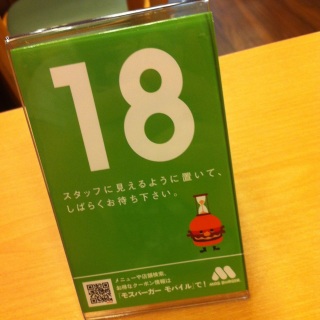 18
スタッフに見えるように置いて、
しばらくお待ち下さい。
メニューや店舗検索、
お得なクーポン情報は
「モスバーガー モバイル」で!
MOS BURGER